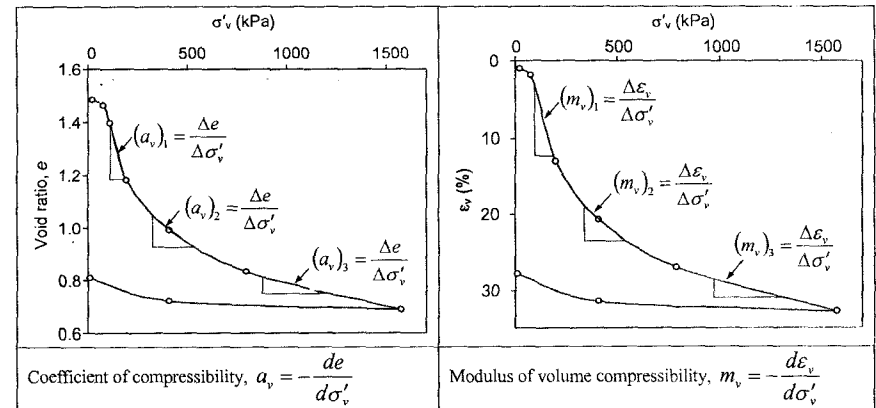 σ'ᵥ (kPa)
0 500 1000 1500
1.6
1.4
1.2
1.0
0.8
0.6
Void ratio, e
(aᵥ)₁ = Δe / Δσ'ᵥ
(aᵥ)₂ = Δe / Δσ'ᵥ
(aᵥ)₃ = Δe / Δσ'ᵥ
Coefficient of compressibility, aᵥ = − de / dσ'ᵥ
σ'ᵥ (kPa)
0 500 1000 1500
0
10
20
30
εᵥ (%)
(mᵥ)₁ = Δεᵥ / Δσ'ᵥ
(mᵥ)₂ = Δεᵥ / Δσ'ᵥ
(mᵥ)₃ = Δεᵥ / Δσ'ᵥ
Modulus of volume compressibility, mᵥ = − dεᵥ / dσ'ᵥ